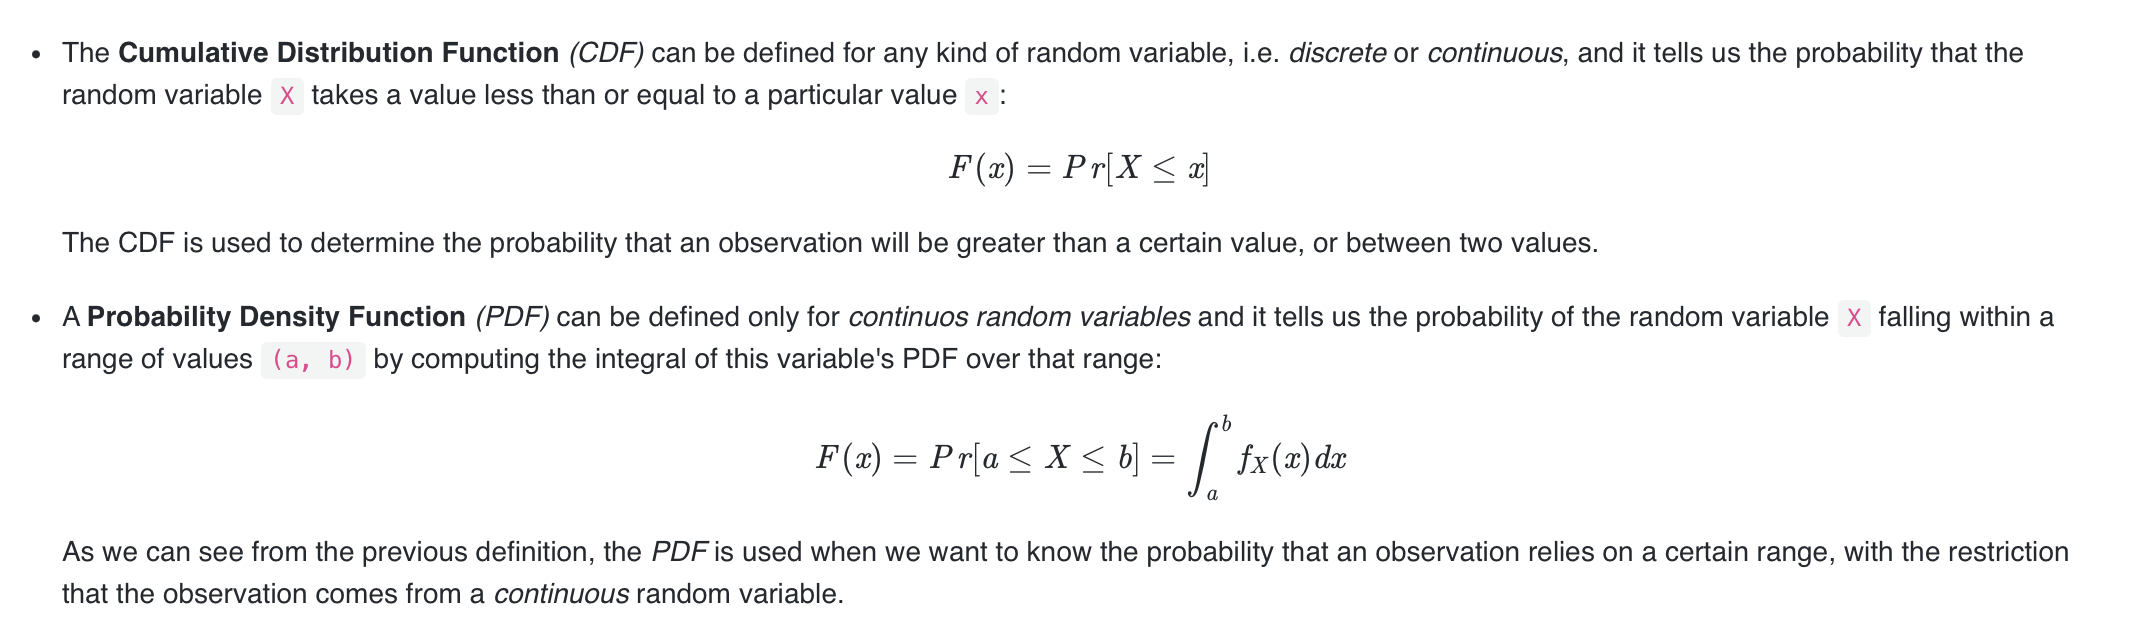 • The Cumulative Distribution Function (CDF) can be defined for any kind of random variable, i.e. discrete or continuous, and it tells us the probability that the
random variable X takes a value less than or equal to a particular value x :
F(x) = Pr[X ≤ x]
The CDF is used to determine the probability that an observation will be greater than a certain value, or between two values.
• A Probability Density Function (PDF) can be defined only for continuos random variables and it tells us the probability of the random variable X falling within a
range of values (a, b) by computing the integral of this variable's PDF over that range:
F(x) = Pr[a ≤ X ≤ b] = ∫_a^b f_X(x)dx
As we can see from the previous definition, the PDF is used when we want to know the probability that an observation relies on a certain range, with the restriction
that the observation comes from a continuous random variable.